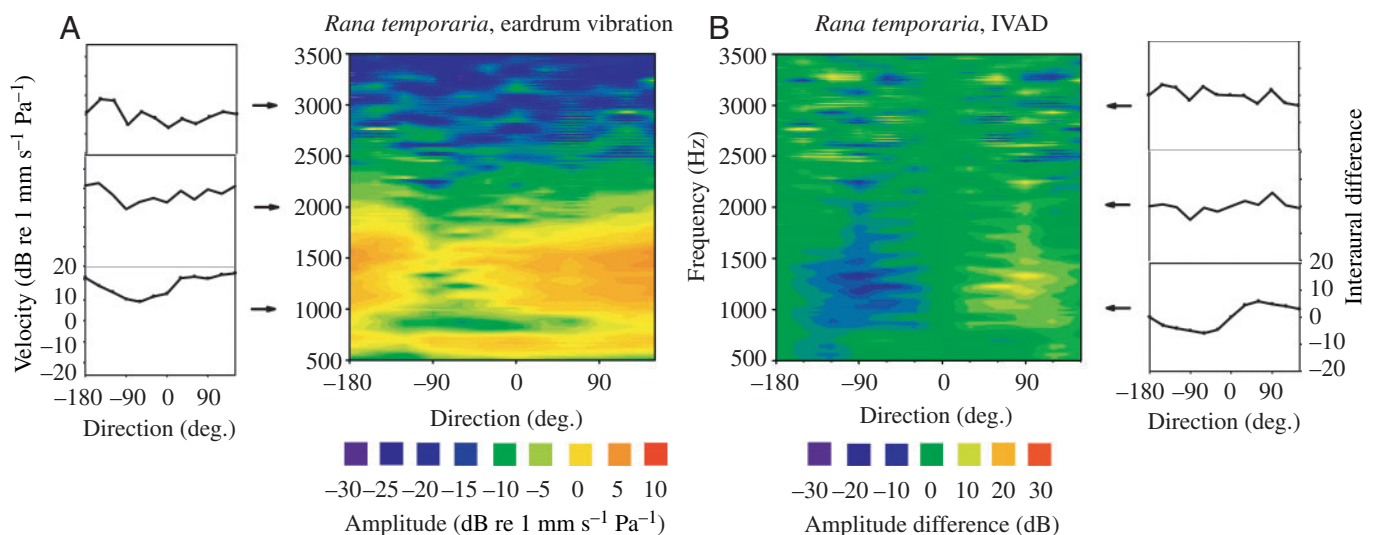 A
Rana temporaria, eardrum vibration
B
Rana temporaria, IVAD
Velocity (dB re 1 mm s⁻¹ Pa⁻¹)
20
10
0
−10
−20
−180 −90 0 90
Direction (deg.)
3500
3000
2500
2000
1500
1000
500
−180 −90 0 90
Direction (deg.)
−30 −25 −20 −15 −10 −5 0 5 10
Amplitude (dB re 1 mm s⁻¹ Pa⁻¹)
Frequency (Hz)
3500
3000
2500
2000
1500
1000
500
−180 −90 0 90
Direction (deg.)
−30 −20 −10 0 10 20 30
Amplitude difference (dB)
Interaural difference
20
10
0
−10
−20
−180 −90 0 90
Direction (deg.)